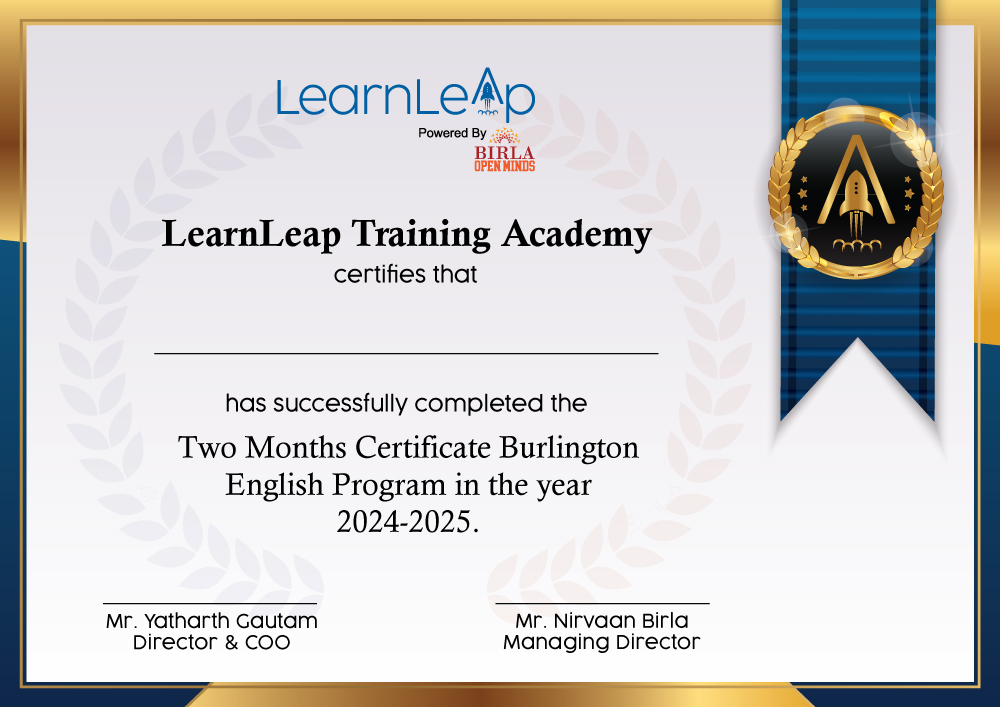 LearnLeap
Powered By
BIRLA
OPEN MINDS
LearnLeap Training Academy
certifies that
has successfully completed the
Two Months Certificate Burlington
English Program in the year
2024-2025.
Mr. Yatharth Gautam
Director & COO
Mr. Nirvaan Birla
Managing Director